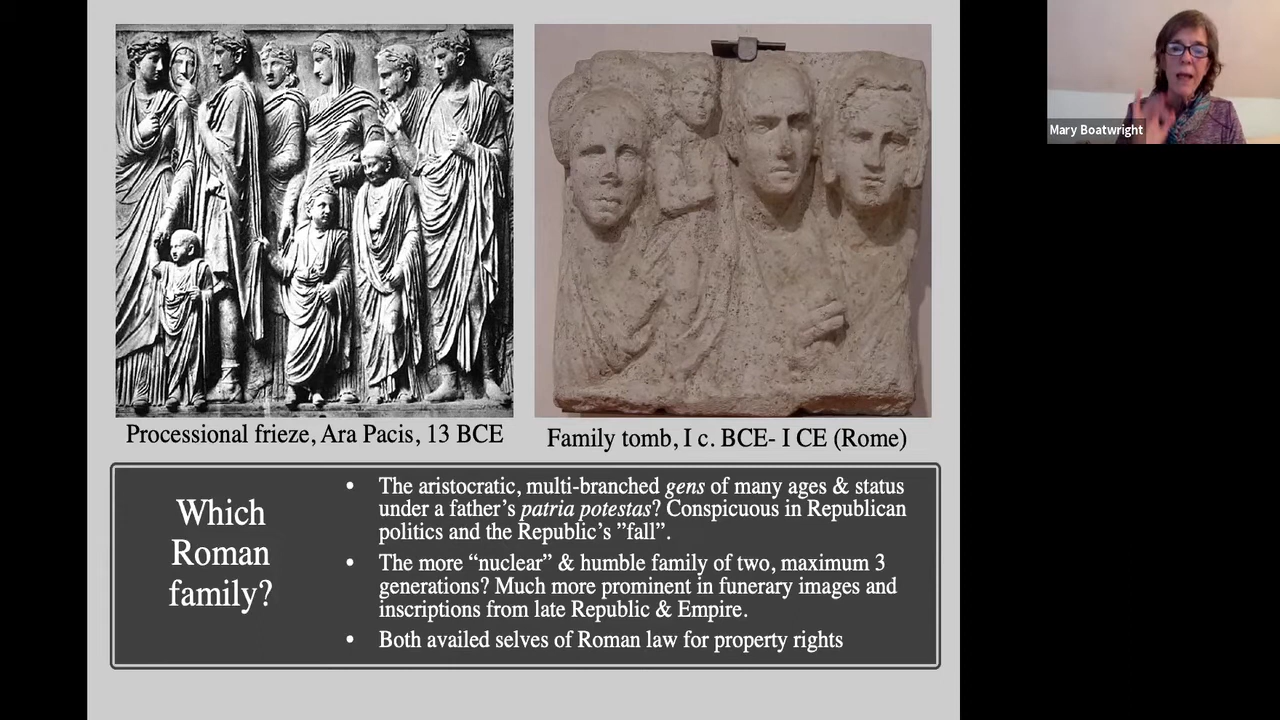 Mary Boatwright
Processional frieze, Ara Pacis, 13 BCE
Family tomb, I c. BCE- I CE (Rome)
Which
Roman
family?
• The aristocratic, multi-branched gens of many ages & status
under a father’s patria potestas? Conspicuous in Republican
politics and the Republic’s ”fall”.
• The more “nuclear” & humble family of two, maximum 3
generations? Much more prominent in funerary images and
inscriptions from late Republic & Empire.
• Both availed selves of Roman law for property rights